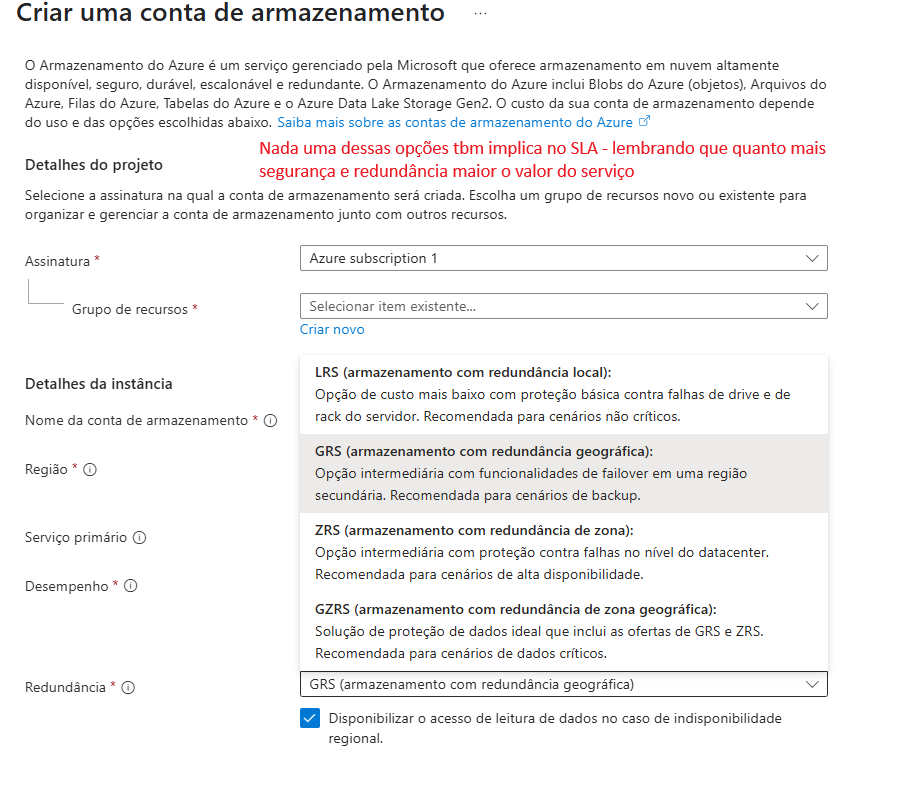 Criar uma conta de armazenamento ...
O Armazenamento do Azure é um serviço gerenciado pela Microsoft que oferece armazenamento em nuvem altamente
disponível, seguro, durável, escalonável e redundante. O Armazenamento do Azure inclui Blobs do Azure (objetos), Arquivos do
Azure, Filas do Azure, Tabelas do Azure e o Azure Data Lake Storage Gen2. O custo da sua conta de armazenamento depende
do uso e das opções escolhidas abaixo. Saiba mais sobre as contas de armazenamento do Azure
Nada uma dessas opções tbm implica no SLA - lembrando que quanto mais
segurança e redundância maior o valor do serviço
Detalhes do projeto
Selecione a assinatura na qual a conta de armazenamento será criada. Escolha um grupo de recursos novo ou existente para
organizar e gerenciar a conta de armazenamento junto com outros recursos.
Assinatura *
Azure subscription 1
Grupo de recursos *
Selecionar item existente...
Criar novo
Detalhes da instância
Nome da conta de armazenamento *
Região *
Serviço primário
Desempenho *
LRS (armazenamento com redundância local):
Opção de custo mais baixo com proteção básica contra falhas de drive e de
rack do servidor. Recomendada para cenários não críticos.
GRS (armazenamento com redundância geográfica):
Opção intermediária com funcionalidades de failover em uma região
secundária. Recomendada para cenários de backup.
ZRS (armazenamento com redundância de zona):
Opção intermediária com proteção contra falhas no nível do datacenter.
Recomendada para cenários de alta disponibilidade.
GZRS (armazenamento com redundância de zona geográfica):
Solução de proteção de dados ideal que inclui as ofertas de GRS e ZRS.
Recomendada para cenários de dados críticos.
Redundância *
GRS (armazenamento com redundância geográfica)
Disponibilizar o acesso de leitura de dados no caso de indisponibilidade
regional.